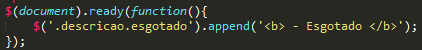 $(document).ready(function(){
    $('.descricao.esgotado').append('<b> - Esgotado </b>');
});